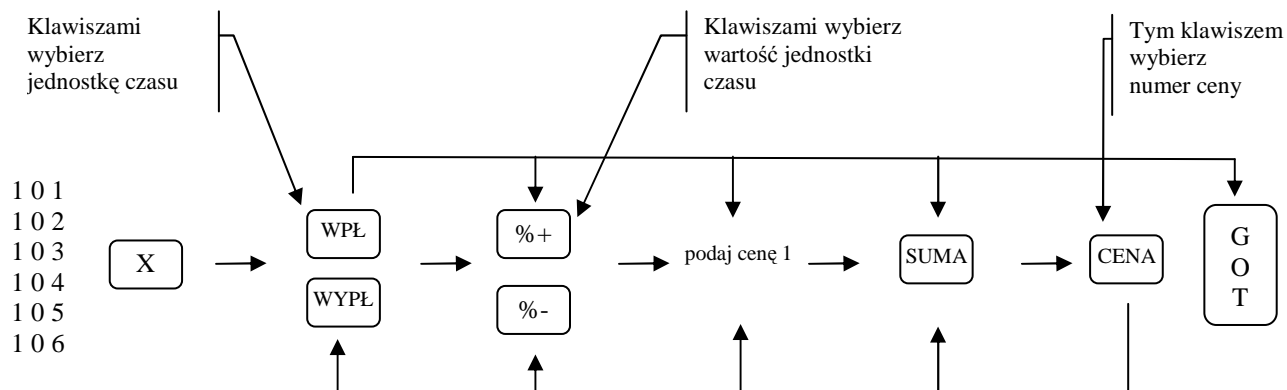 Klawiszami
wybierz
jednostkę czasu
Klawiszami wybierz
wartość jednostki
czasu
Tym klawiszem
wybierz
numer ceny
1 0 1
1 0 2
1 0 3
1 0 4
1 0 5
1 0 6
X
WPŁ
WYPŁ
%+
%-
podaj cenę 1
SUMA
CENA
G
O
T